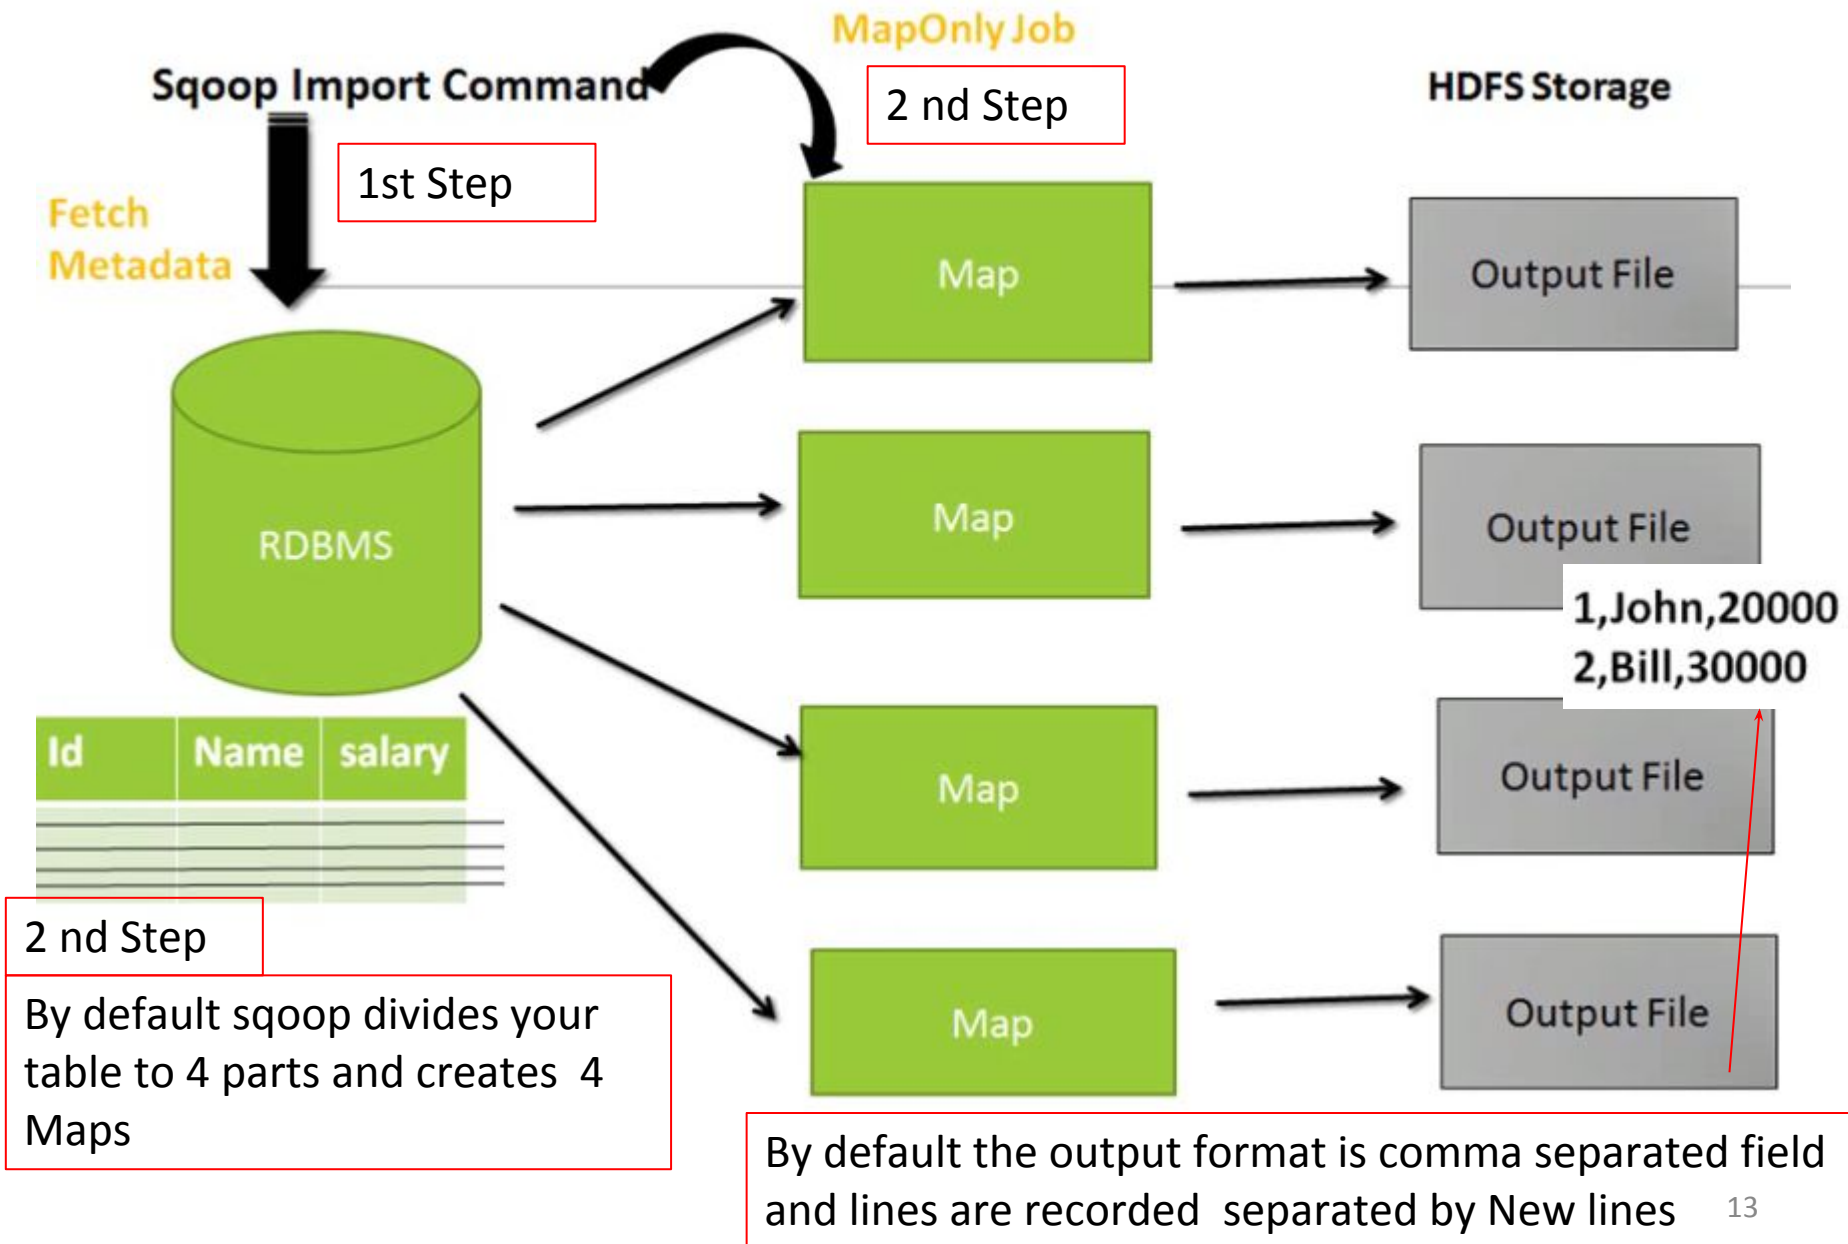 MapOnly Job
Sqoop Import Command
2 nd Step
HDFS Storage
1st Step
Fetch
Metadata
Map
Output File
RDBMS
Map
Output File
1,John,20000
2,Bill,30000
Id Name salary
Map
Output File
2 nd Step
By default sqoop divides your
table to 4 parts and creates 4
Maps
Map
Output File
By default the output format is comma separated field
and lines are recorded separated by New lines
13